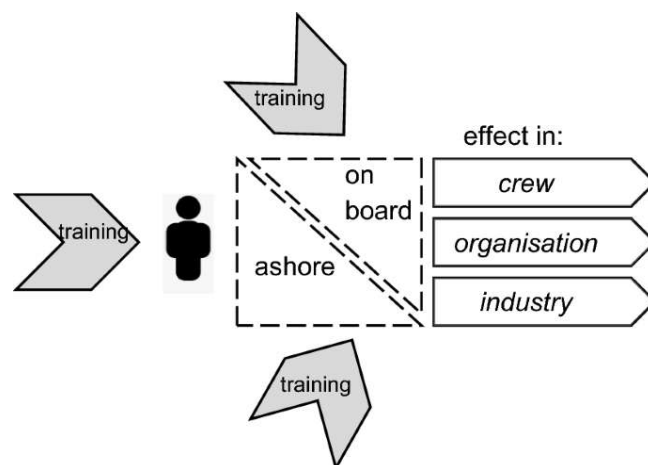 training
effect in:
on
board
crew
training
organisation
ashore
industry
training